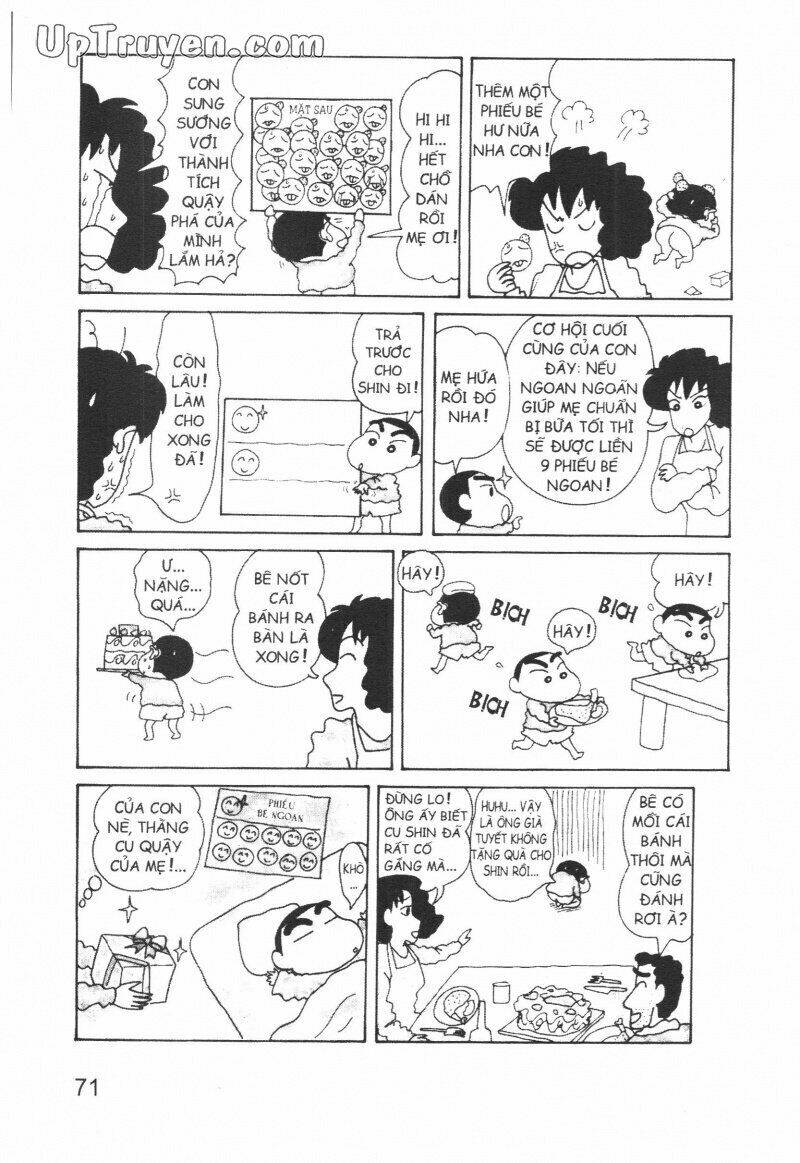 UpTruyen.com
THÊM MỘT
PHIẾU BÉ
HƯ NỮA
NHA CON!
HI HI
HI...
HẾT
CHỖ
DÁN
RỒI
MẸ ƠI!
MẶT SAU
CON
SUNG
SƯỚNG
VỚI
THÀNH
TÍCH
QUẬY
PHÁ CỦA
MÌNH
LẮM HẢ?
CƠ HỘI CUỐI
CÙNG CỦA CON
ĐÂY: NẾU
NGOAN NGOÃN
GIÚP MẸ CHUẨN
BỊ BỮA TỐI THÌ
SẼ ĐƯỢC LIỀN
9 PHIẾU BÉ
NGOAN!
MẸ HỨA
RỒI ĐÓ
NHA!
TRẢ
TRƯỚC
CHO
SHIN ĐI!
CÒN
LÂU!
LÀM
CHO
XONG
ĐÃ!
HÂY!
BỊCH
HÂY!
BỊCH
HÂY!
BỊCH
BÊ NỐT
CÁI
BÁNH RA
BÀN LÀ
XONG!
Ư...
NẶNG...
QUÁ...
BÊ CÓ
MỖI CÁI
BÁNH
THÔI MÀ
CŨNG
ĐÁNH
RƠI À?
HUHU... VẬY
LÀ ÔNG GIÀ
TUYẾT KHÔNG
TẶNG QUÀ CHO
SHIN RỒI...
ĐỪNG LO!
ÔNG ẤY BIẾT
CU SHIN ĐÃ
RẤT CÓ
GẮNG MÀ...
PHIẾU
BÉ NGOAN
KHÒ
...
CỦA CON
NÈ, THẰNG
CU QUẬY
CỦA MẸ!...
71